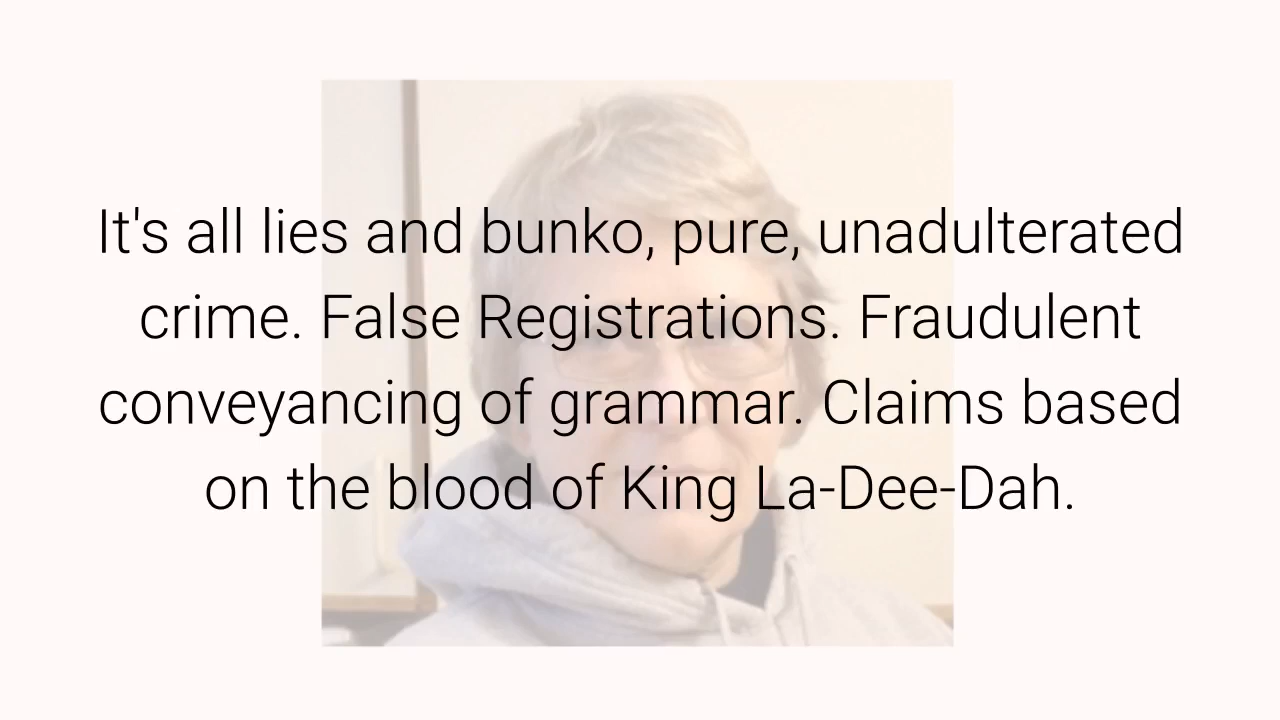 It's all lies and bunko, pure, unadulterated
crime. False Registrations. Fraudulent
conveyancing of grammar. Claims based
on the blood of King La-Dee-Dah.